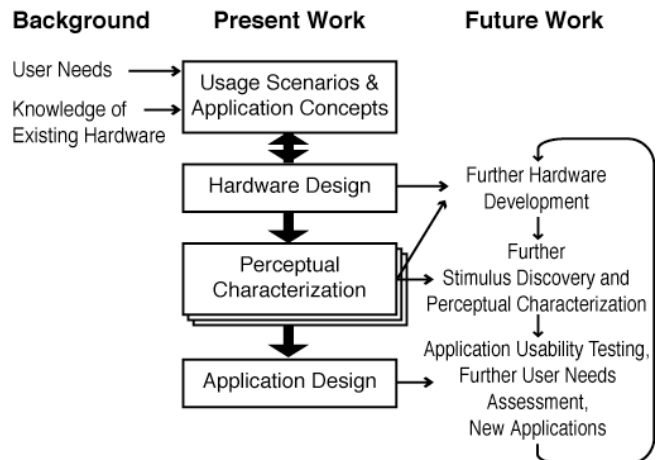 Background
Present Work
Future Work
User Needs
Knowledge of
Existing Hardware
Usage Scenarios &
Application Concepts
Hardware Design
Perceptual
Characterization
Application Design
Further Hardware
Development
Further
Stimulus Discovery and
Perceptual Characterization
Application Usability Testing,
Further User Needs
Assessment,
New Applications